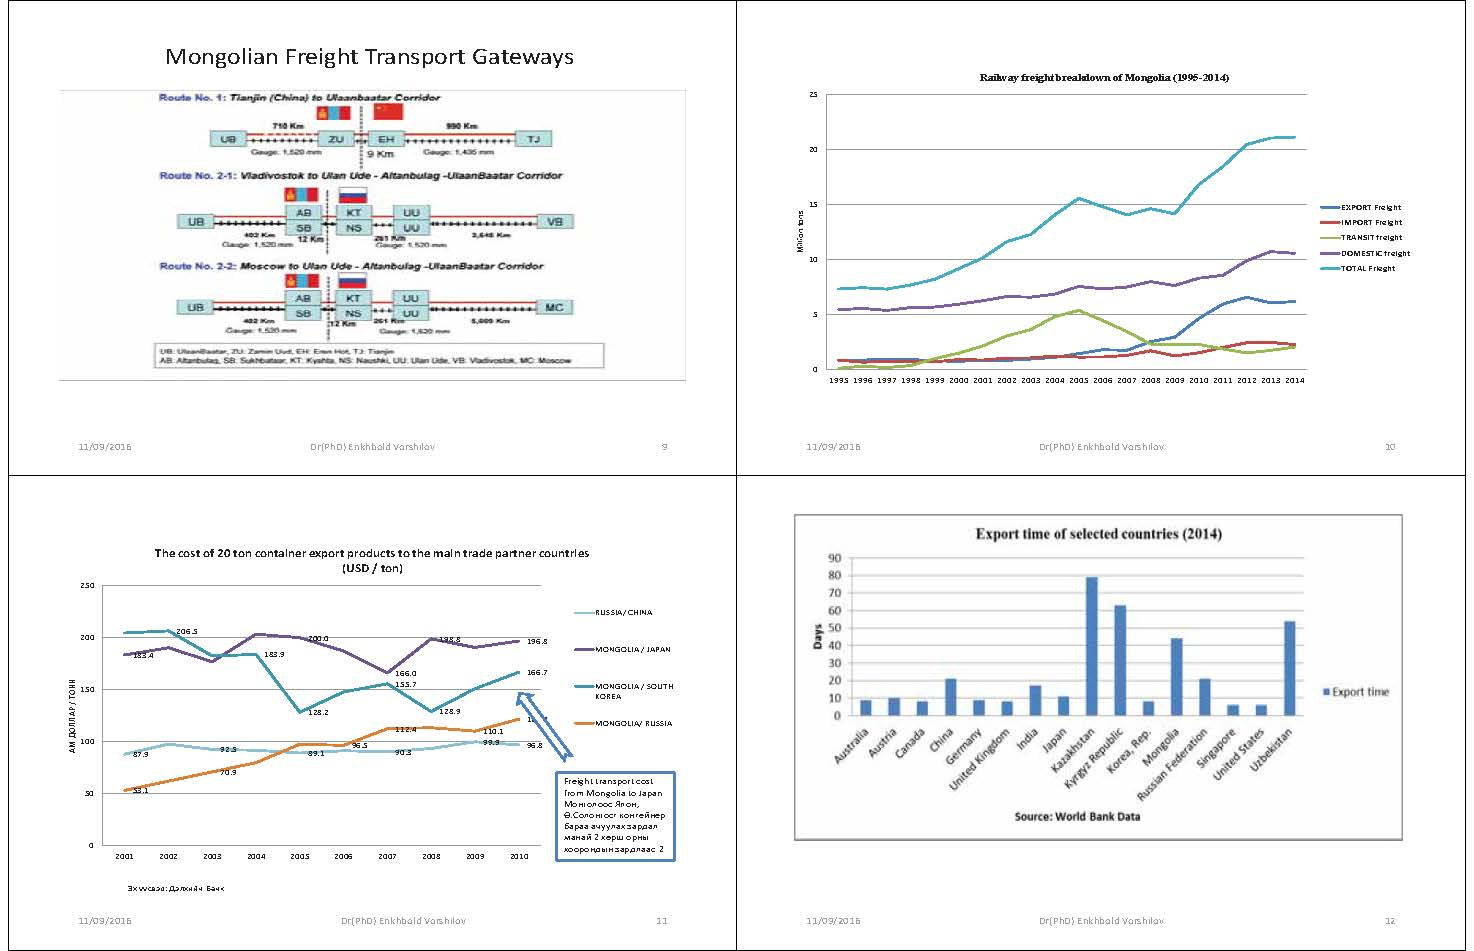 Mongolian Freight Transport Gateways
Route No. 1: Tianjin (China) to Ulaanbaatar Corridor
710 Km
990 Km
UB
ZU
EH
TJ
Gauge: 1,520 mm
9 Km
Gauge: 1,435 mm
Route No. 2-1: Vladivostok to Ulan Ude - Altanbulag -UlaanBaatar Corridor
AB
KT
UU
UB
VB
SB
NS
UU
402 Km
12 Km
261 Km
3,648 Km
Gauge: 1,520 mm
Gauge: 1,520 mm
Route No. 2-2: Moscow to Ulan Ude - Altanbulag -UlaanBaatar Corridor
AB
KT
UU
UB
MC
SB
NS
UU
402 Km
12 Km
261 Km
Gauge: 1,520 mm
Gauge: 1,520 mm
UB: UlaanBaatar, ZU: Zamin Uud, EH: Eren Hot, TJ: Tianjin
AB: Altanbulag, SB: Sukhbataar, KT: Kyahta, NS: Naushki, UU: Ulan Ude, VB: Vladivostok, MC: Moscow
11/09/2016
Dr(PhD) Enkhbold Vorshilov
9
Railway freight breakdown of Mongolia (1995-2014)
Million tons
25
20
15
10
5
0
1995 1996 1997 1998 1999 2000 2001 2002 2003 2004 2005 2006 2007 2008 2009 2010 2011 2012 2013 2014
EXPORT Freight
IMPORT Freight
TRANSIT freight
DOMESTIC freight
TOTAL Frieght
11/09/2016
Dr(PhD) Enkhbold Vorshilov
10
The cost of 20 ton container export products to the main trade partner countries
(USD / ton)
АМ ДОЛЛАР / ТОНН
250
200
150
100
50
0
206.5
183.4
183.9
200.0
198.8
196.8
166.0
155.7
166.7
128.2
128.9
112.4
110.1
87.9
92.5
89.1
96.5
90.3
99.9
96.8
70.9
53.1
2001 2002 2003 2004 2005 2006 2007 2008 2009 2010
RUSSIA/ CHINA
MONGOLIA / JAPAN
MONGOLIA / SOUTH
KOREA
MONGOLIA/ RUSSIA
Freight transport cost
from Mongolia to Japan
Монголоос Япон,
Ө.Солонгост контейнер
бараа ачуулах зардал
манай 2 хөрш орны
хоорондын зардлаас 2
Эх үүсвэр: Дэлхийн Банк
11/09/2016
Dr(PhD) Enkhbold Vorshilov
11
Export time of selected countries (2014)
Days
90
80
70
60
50
40
30
20
10
0
Australia
Austria
Canada
China
Germany
United Kingdom
India
Japan
Kazakhstan
Kyrgyz Republic
Korea, Rep.
Mongolia
Russian Federation
Singapore
United States
Uzbekistan
Export time
Source: World Bank Data
11/09/2016
Dr(PhD) Enkhbold Vorshilov
12